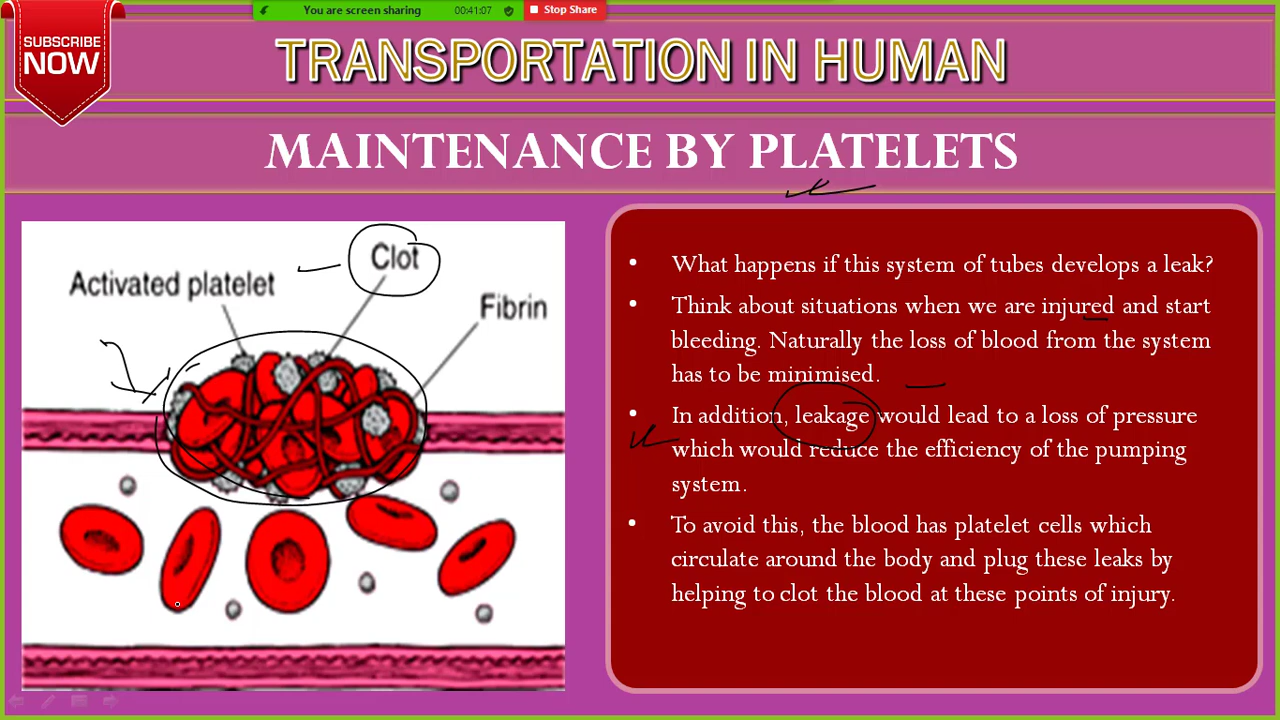 You are screen sharing 00:41:07 Stop Share
SUBSCRIBE
NOW
TRANSPORTATION IN HUMAN
MAINTENANCE BY PLATELETS
Clot
Activated platelet
Fibrin
• What happens if this system of tubes develops a leak?
• Think about situations when we are injured and start
bleeding. Naturally the loss of blood from the system
has to be minimised.
• In addition, leakage would lead to a loss of pressure
which would reduce the efficiency of the pumping
system.
• To avoid this, the blood has platelet cells which
circulate around the body and plug these leaks by
helping to clot the blood at these points of injury.